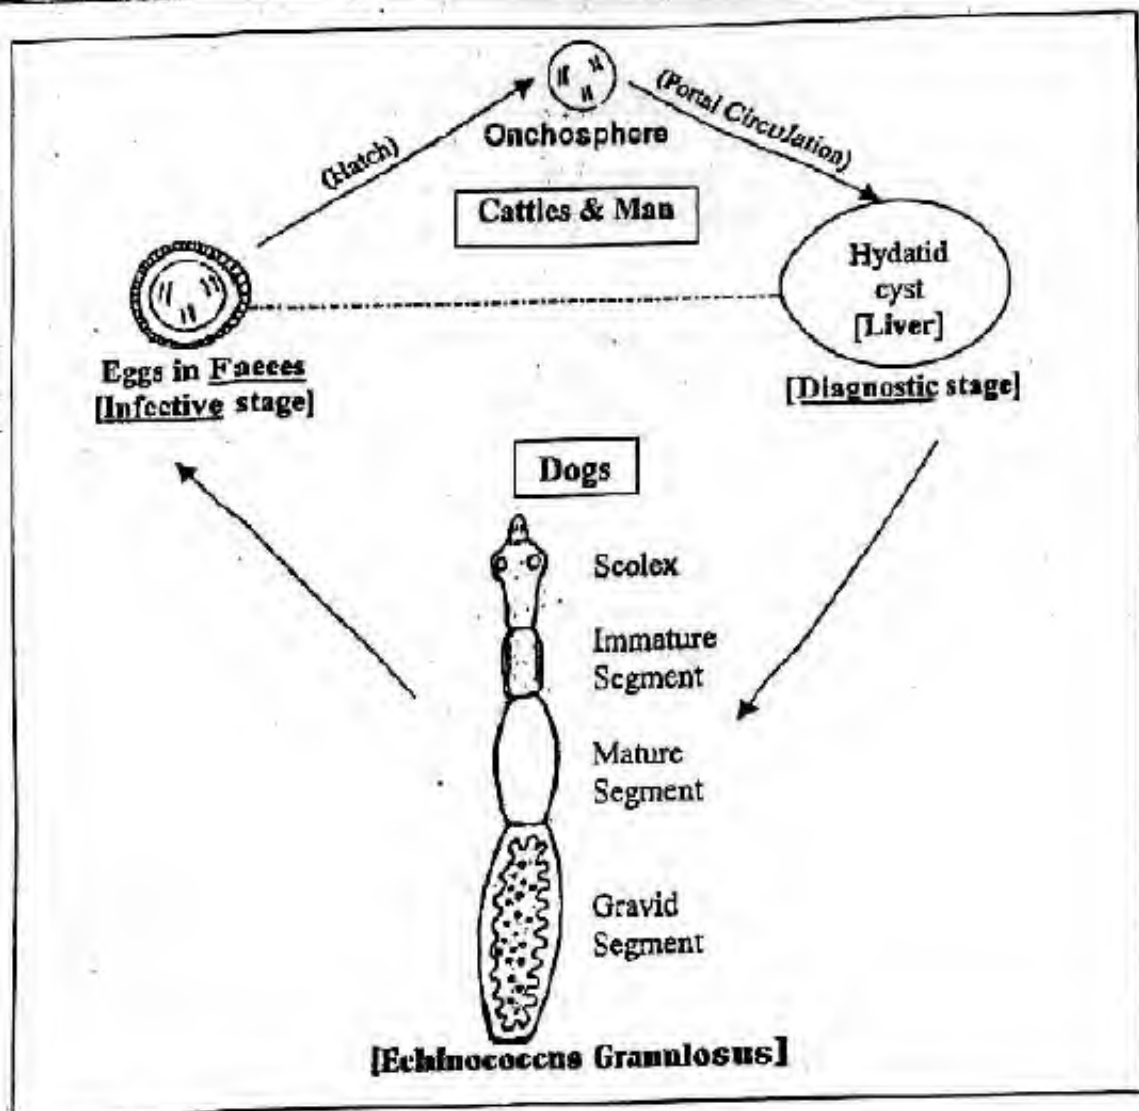 Onchosphere
(Hatch)
(Portal Circulation)
Cattles & Man
Hydatid
cyst
[Liver]
Eggs in Faeces
[Infective stage]
[Diagnostic stage]
Dogs
Scolex
Immature
Segment
Mature
Segment
Gravid
Segment
[Echinococcus Granulosus]